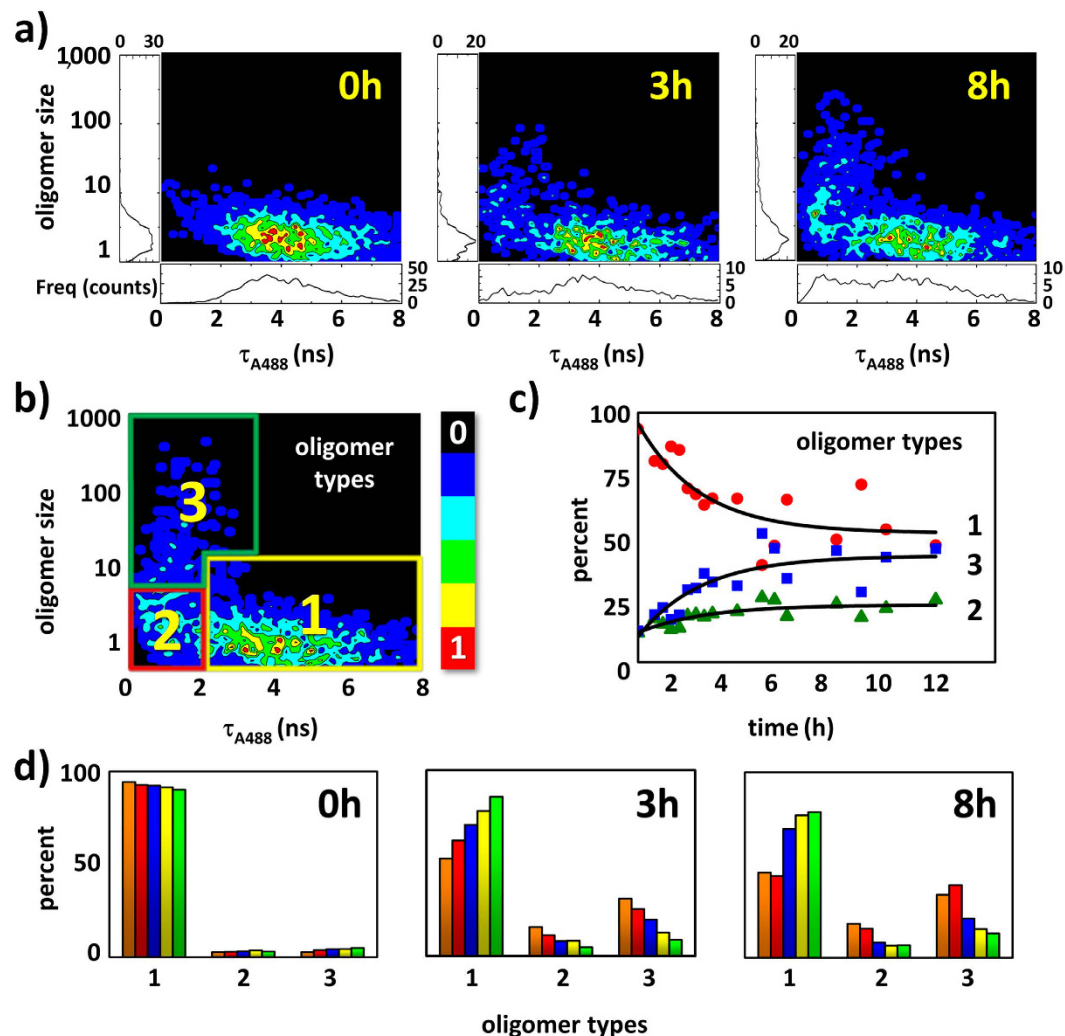 a)
0 30
0 20
0 20
1000
100
10
1
oligomer size
0h
3h
8h
Freq (counts)
50
25
0
10
5
0
10
5
0
0 2 4 6 8
0 2 4 6 8
0 2 4 6 8
τA488 (ns)
τA488 (ns)
τA488 (ns)
b)
1000
100
10
1
oligomer size
oligomer
types
3
2
1
0
1
0 2 4 6 8
τA488 (ns)
c)
100
75
50
25
0
percent
oligomer types
1
3
2
2 4 6 8 10 12
time (h)
d)
100
50
0
percent
0h
3h
8h
1 2 3
1 2 3
1 2 3
oligomer types